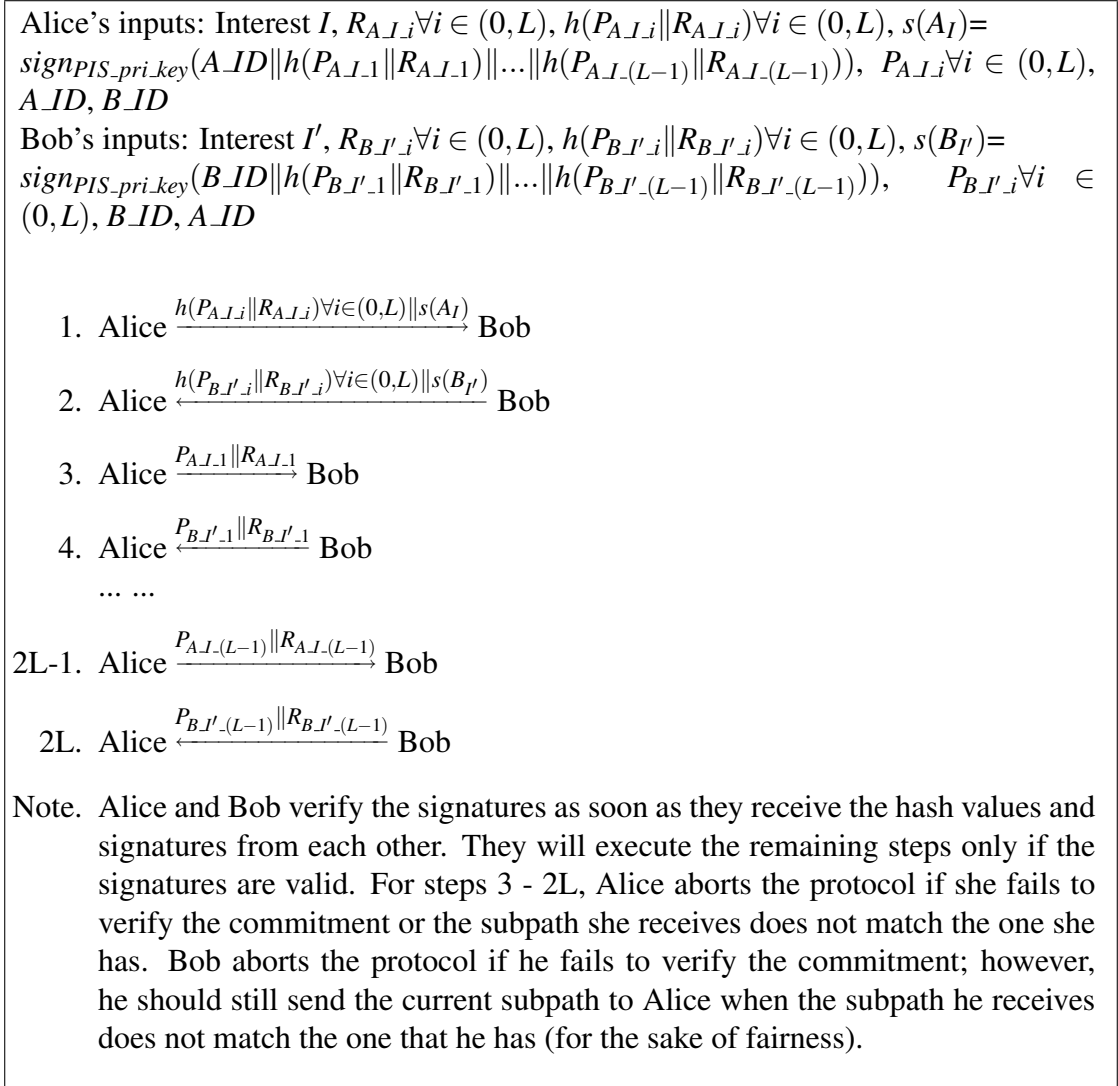 Alice's inputs: Interest I, R_{A_I_i}∀i ∈ (0,L), h(P_{A_I_i}‖R_{A_I_i})∀i ∈ (0,L), s(A_I)=
sign_{PIS_pri_key}(A_ID‖h(P_{A_I_1}‖R_{A_I_1})‖...‖h(P_{A_I_(L−1)}‖R_{A_I_(L−1)})), P_{A_I_i}∀i ∈ (0,L),
A_ID, B_ID
Bob's inputs: Interest I′, R_{B_I′_i}∀i ∈ (0,L), h(P_{B_I′_i}‖R_{B_I′_i})∀i ∈ (0,L), s(B_{I′})=
sign_{PIS_pri_key}(B_ID‖h(P_{B_I′_1}‖R_{B_I′_1})‖...‖h(P_{B_I′_(L−1)}‖R_{B_I′_(L−1)})), P_{B_I′_i}∀i ∈
(0,L), B_ID, A_ID
1. Alice h(P_{A_I_i}‖R_{A_I_i})∀i∈(0,L)‖s(A_I) → Bob
2. Alice h(P_{B_I′_i}‖R_{B_I′_i})∀i∈(0,L)‖s(B_{I′}) ← Bob
3. Alice P_{A_I_1}‖R_{A_I_1} → Bob
4. Alice P_{B_I′_1}‖R_{B_I′_1} ← Bob
... ...
2L-1. Alice P_{A_I_(L−1)}‖R_{A_I_(L−1)} → Bob
2L. Alice P_{B_I′_(L−1)}‖R_{B_I′_(L−1)} ← Bob
Note. Alice and Bob verify the signatures as soon as they receive the hash values and
signatures from each other. They will execute the remaining steps only if the
signatures are valid. For steps 3 - 2L, Alice aborts the protocol if she fails to
verify the commitment or the subpath she receives does not match the one she
has. Bob aborts the protocol if he fails to verify the commitment; however,
he should still send the current subpath to Alice when the subpath he receives
does not match the one that he has (for the sake of fairness).